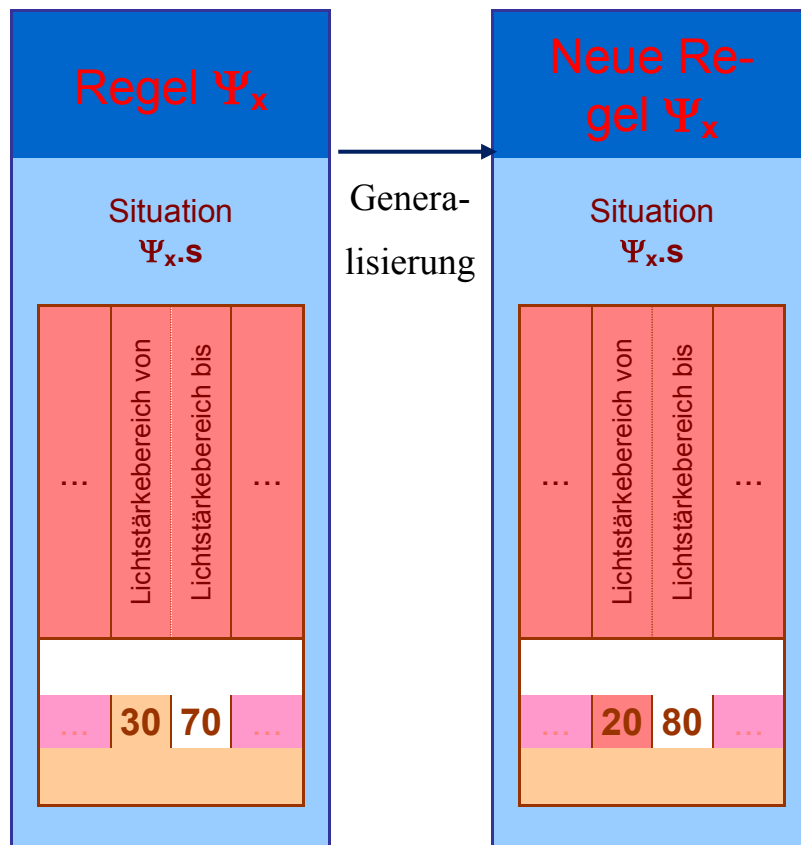 Regel Ψx
Situation
Ψx.s
...
Lichtstärkebereich von
Lichtstärkebereich bis
...
... 30 70 ...
Genera-
lisierung
Neue Re-
gel Ψx
Situation
Ψx.s
...
Lichtstärkebereich von
Lichtstärkebereich bis
...
... 20 80 ...